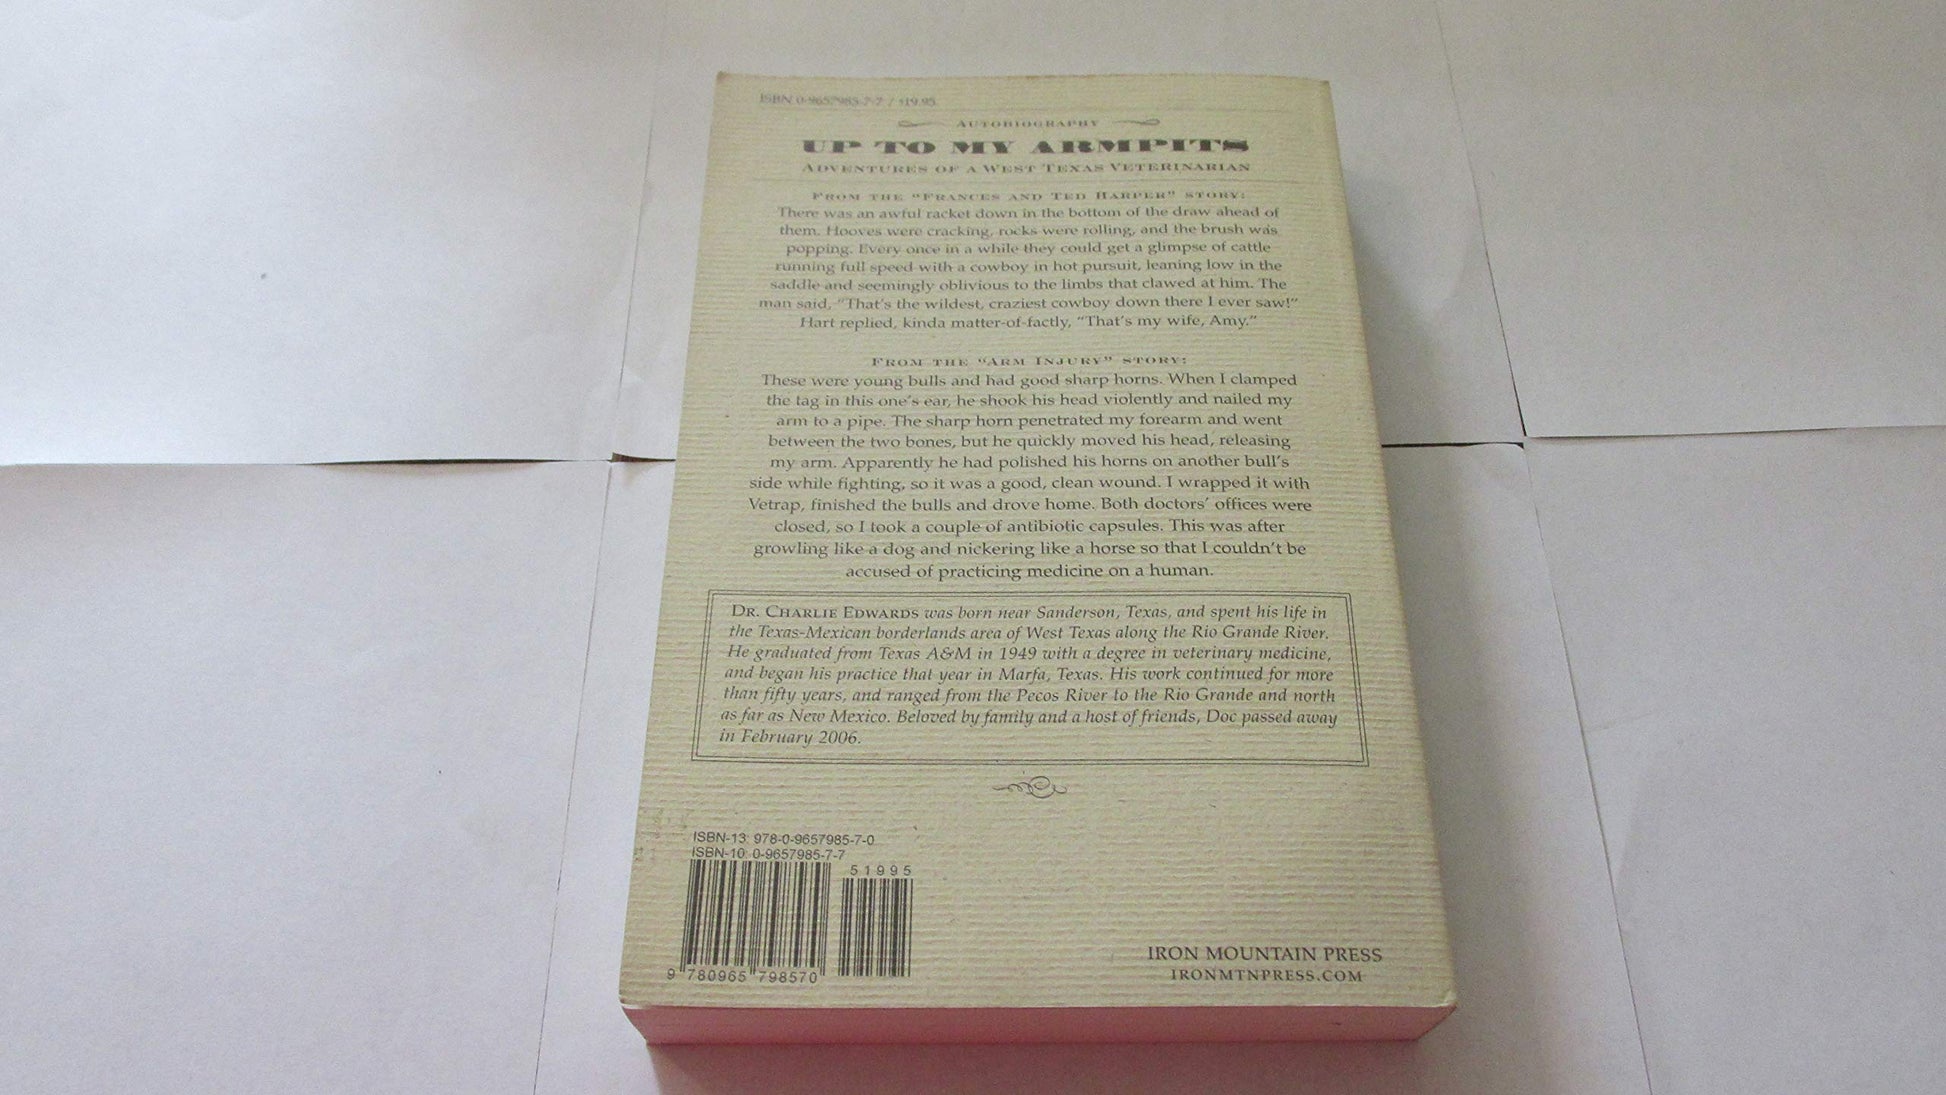 ISBN 0-9657985-7-7 / $19.95
AUTOBIOGRAPHY
UP TO MY ARMPITS
ADVENTURES OF A WEST TEXAS VETERINARIAN
FROM THE "FRANCES AND TED HARPER" STORY:
There was an awful racket down in the bottom of the draw ahead of
them. Hooves were cracking, rocks were rolling, and the brush was
popping. Every once in a while they could get a glimpse of cattle
running full speed with a cowboy in hot pursuit, leaning low in the
saddle and seemingly oblivious to the limbs that clawed at him. The
man said, "That's the wildest, craziest cowboy down there I ever saw!"
Hart replied, kinda matter-of-factly, "That's my wife, Amy."
FROM THE "ARM INJURY" STORY:
These were young bulls and had good sharp horns. When I clamped
the tag in this one's ear, he shook his head violently and nailed my
arm to a pipe. The sharp horn penetrated my forearm and went
between the two bones, but he quickly moved his head, releasing
my arm. Apparently he had polished his horns on another bull's
side while fighting, so it was a good, clean wound. I wrapped it with
Vetrap, finished the bulls and drove home. Both doctors' offices were
closed, so I took a couple of antibiotic capsules. This was after
growling like a dog and nickering like a horse so that I couldn't be
accused of practicing medicine on a human.
DR. CHARLIE EDWARDS was born near Sanderson, Texas, and spent his life in
the Texas-Mexican borderlands area of West Texas along the Rio Grande River.
He graduated from Texas A&M in 1949 with a degree in veterinary medicine,
and began his practice that year in Marfa, Texas. His work continued for more
than fifty years, and ranged from the Pecos River to the Rio Grande and north
as far as New Mexico. Beloved by family and a host of friends, Doc passed away
in February 2006.
ISBN-13: 978-0-9657985-7-0
ISBN-10: 0-9657985-7-7
51995
9 780965 798570
IRON MOUNTAIN PRESS
IRONMTNPRESS.COM